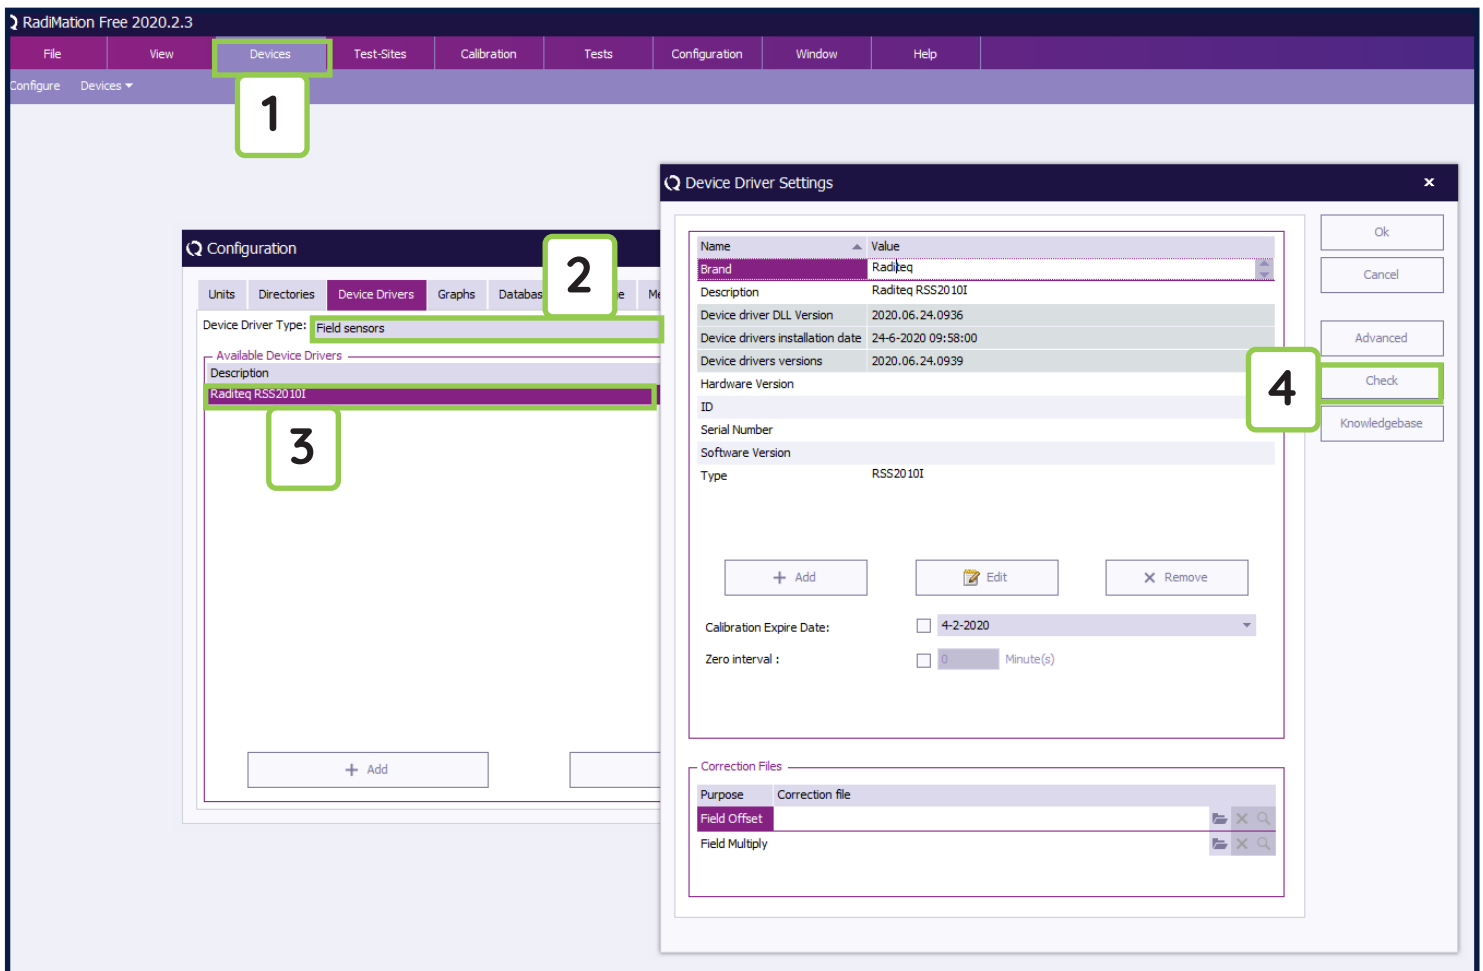 RadiMation Free 2020.2.3
File View Devices Test-Sites Calibration Tests Configuration Window Help
Configure Devices
1
Device Driver Settings
Configuration
2
Units Directories Device Drivers Graphs
Device Driver Type: Field sensors
Available Device Drivers
Description
Raditeq RSS2010I
3
Name Value
Brand Raditeq
Description Raditeq RSS2010I
Device driver DLL Version 2020.06.24.0936
Device drivers installation date 24-6-2020 09:58:00
Device drivers versions 2020.06.24.0939
Hardware Version
ID
Serial Number
Software Version
Type RSS2010I
+ Add Edit X Remove
Calibration Expire Date: 4-2-2020
Zero interval : 0 Minute(s)
+ Add
Correction Files
Purpose Correction file
Field Offset
Field Multiply
Ok
Cancel
Advanced
4
Check
Knowledgebase